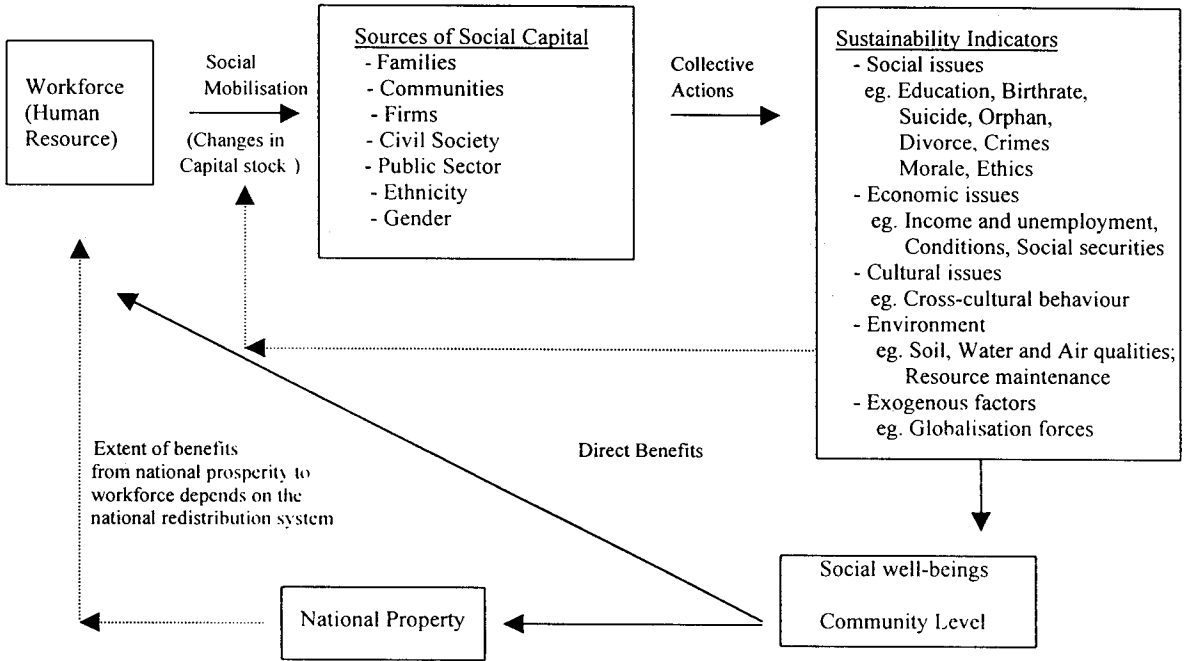 Workforce
(Human
Resource)
Social
Mobilisation
(Changes in
Capital stock )
Sources of Social Capital
- Families
- Communities
- Firms
- Civil Society
- Public Sector
- Ethnicity
- Gender
Collective
Actions
Sustainability Indicators
- Social issues
eg. Education, Birthrate,
Suicide, Orphan,
Divorce, Crimes
Morale, Ethics
- Economic issues
eg. Income and unemployment,
Conditions, Social securities
- Cultural issues
eg. Cross-cultural behaviour
- Environment
eg. Soil, Water and Air qualities;
Resource maintenance
- Exogenous factors
eg. Globalisation forces
Extent of benefits
from national prosperity to
workforce depends on the
national redistribution system
Direct Benefits
National Property
Social well-beings
Community Level